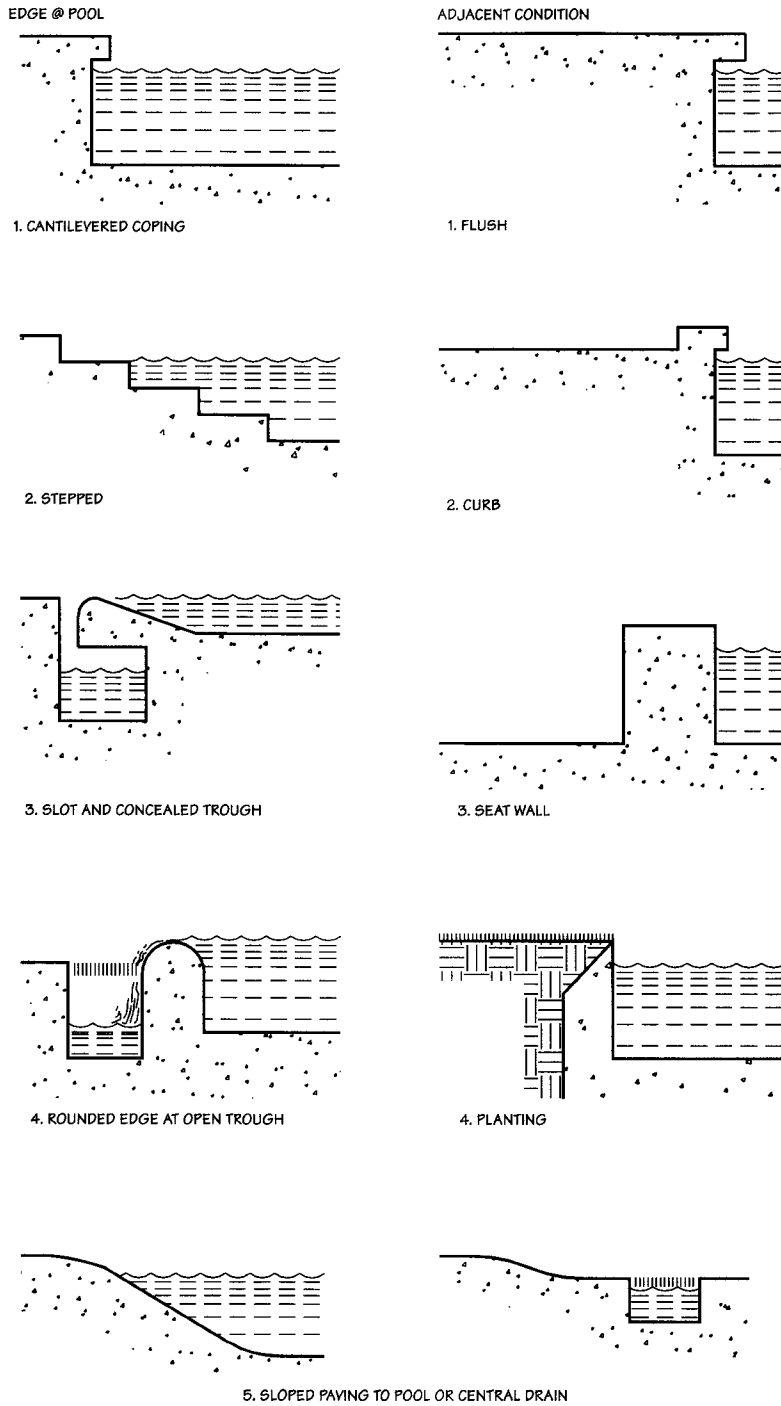 EDGE @ POOL
ADJACENT CONDITION
1. CANTILEVERED COPING
1. FLUSH
2. STEPPED
2. CURB
3. SLOT AND CONCEALED TROUGH
3. SEAT WALL
4. ROUNDED EDGE AT OPEN TROUGH
4. PLANTING
5. SLOPED PAVING TO POOL OR CENTRAL DRAIN